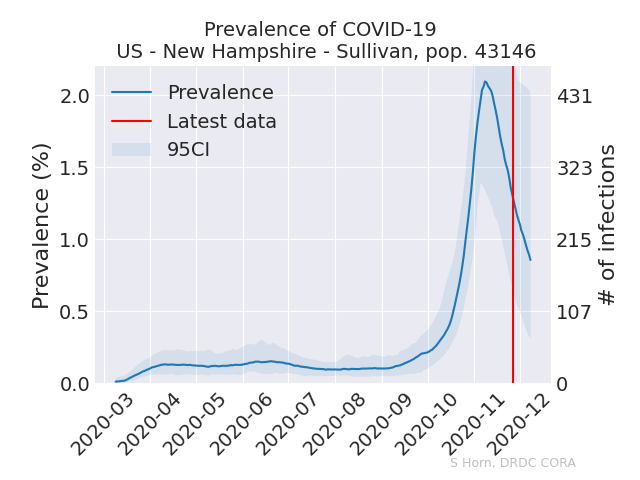 Prevalence of COVID-19
US - New Hampshire - Sullivan, pop. 43146
Prevalence
Latest data
95CI
Prevalence (%)
2.0
1.5
1.0
0.5
0.0
431
323
215
107
0
# of infections
2020-03
2020-04
2020-05
2020-06
2020-07
2020-08
2020-09
2020-10
2020-11
2020-12
S Horn, DRDC CORA